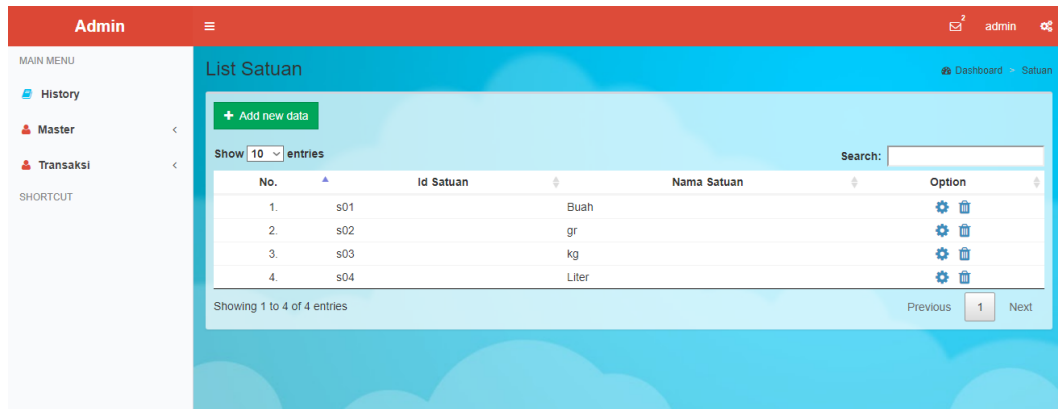 Admin
2
admin
MAIN MENU
History
Master
Transaksi
SHORTCUT
List Satuan
Dashboard > Satuan
+ Add new data
Show 10 entries
Search:
No. Id Satuan Nama Satuan Option
1. s01 Buah
2. s02 gr
3. s03 kg
4. s04 Liter
Showing 1 to 4 of 4 entries
Previous 1 Next